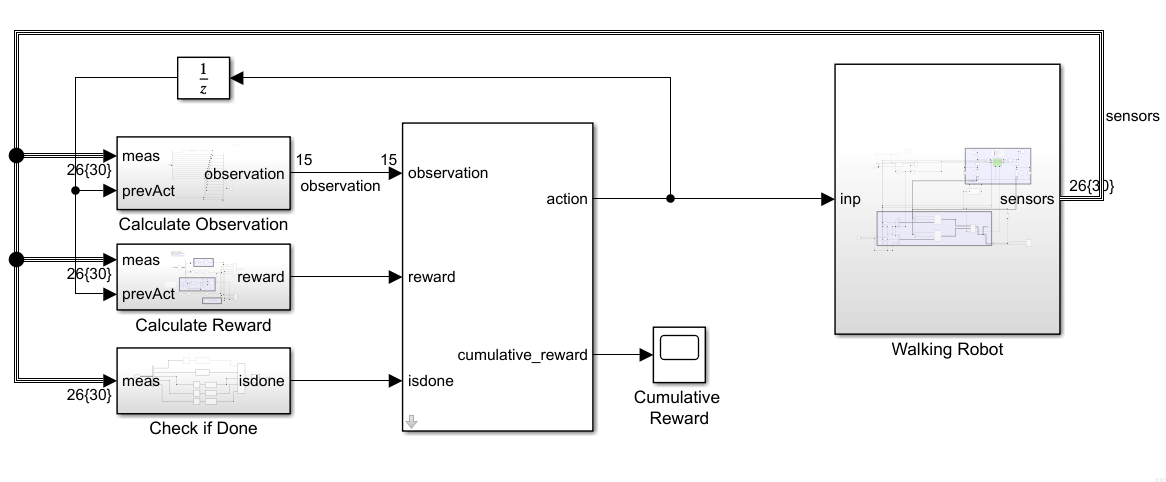 1
z
sensors
meas
26{30}
prevAct
observation
Calculate Observation
15
observation
15
observation
action
inp
sensors
26{30}
meas
26{30}
prevAct
reward
Calculate Reward
reward
cumulative_reward
Walking Robot
meas
26{30}
isdone
Check if Done
isdone
Cumulative
Reward